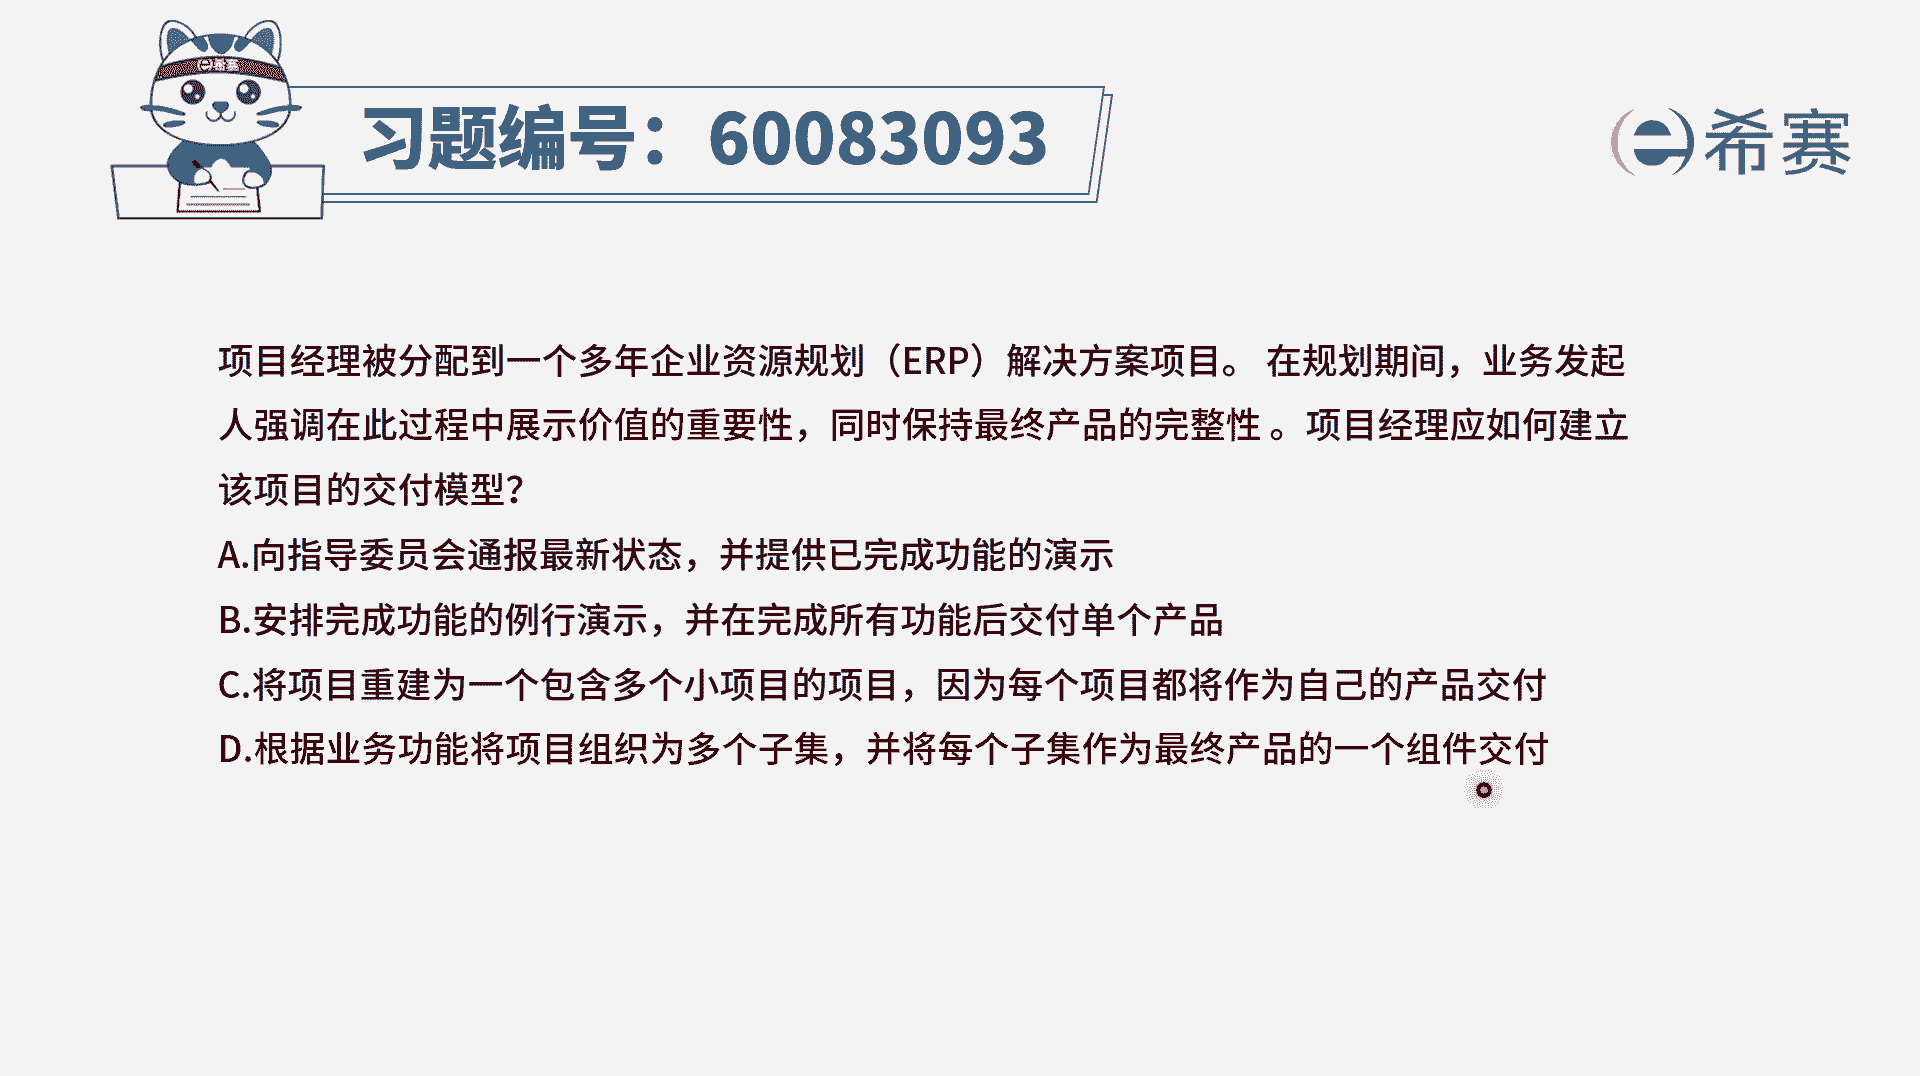 希赛
习题编号：60083093
希赛
项目经理被分配到一个多年企业资源规划（ERP）解决方案项目。 在规划期间，业务发起
人强调在此过程中展示价值的重要性，同时保持最终产品的完整性 。项目经理应如何建立
该项目的交付模型？
A.向指导委员会通报最新状态，并提供已完成功能的演示
B.安排完成功能的例行演示，并在完成所有功能后交付单个产品
C.将项目重建为一个包含多个小项目的项目，因为每个项目都将作为自己的产品交付
D.根据业务功能将项目组织为多个子集，并将每个子集作为最终产品的一个组件交付